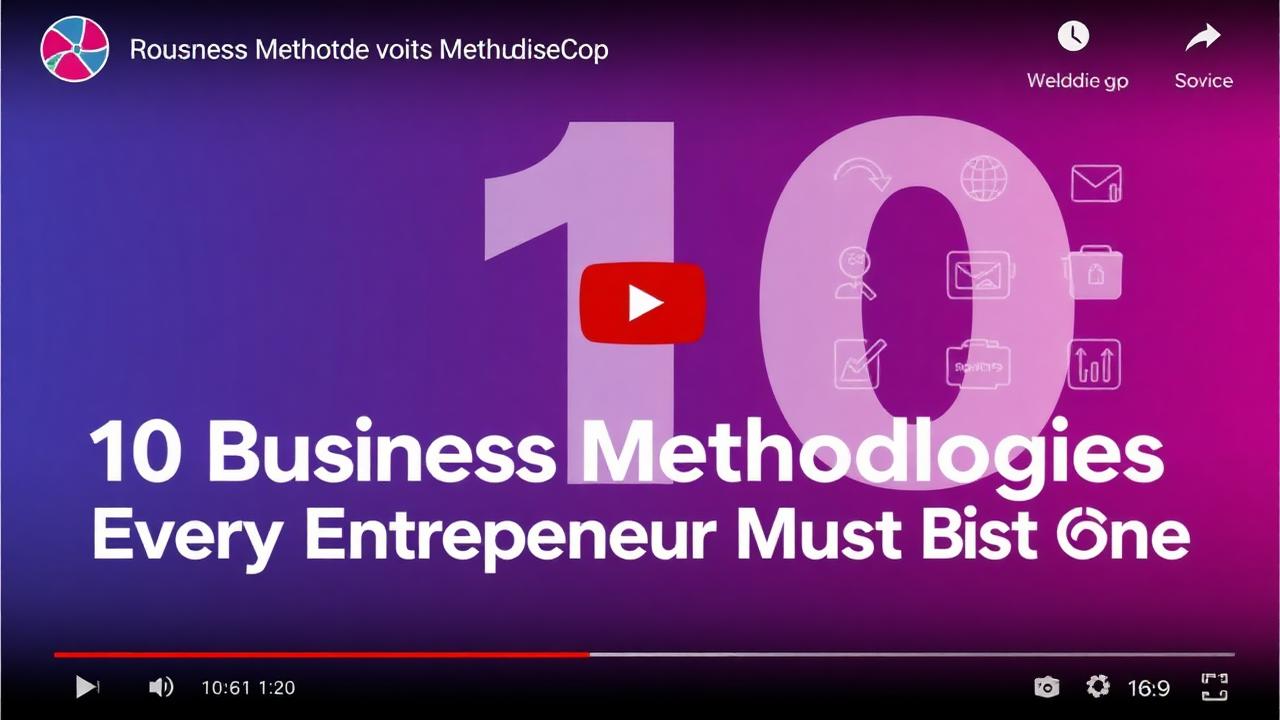 Rousness Methotde voits MethudiseCop
Welddie gp
Sovice
10
10 Business Methodlogies
Every Entrepeneur Must Bist One
10:61 1:20
16:9